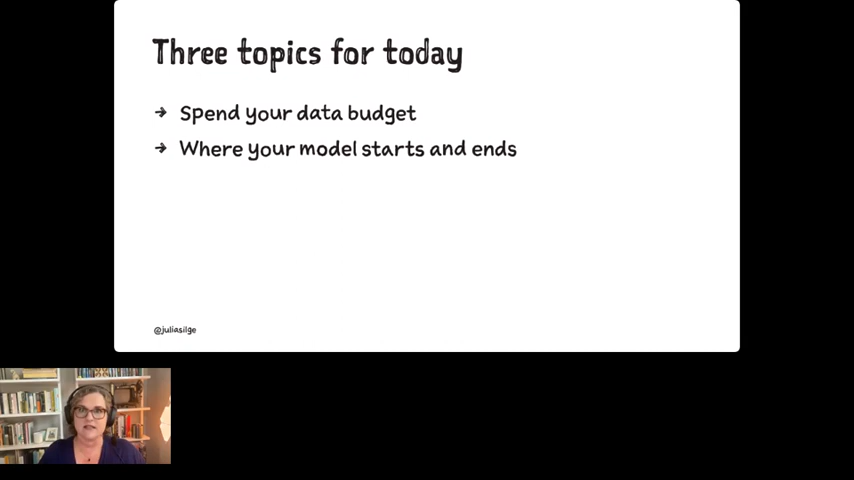 Three topics for today
→ Spend your data budget
→ Where your model starts and ends
@juliasilge